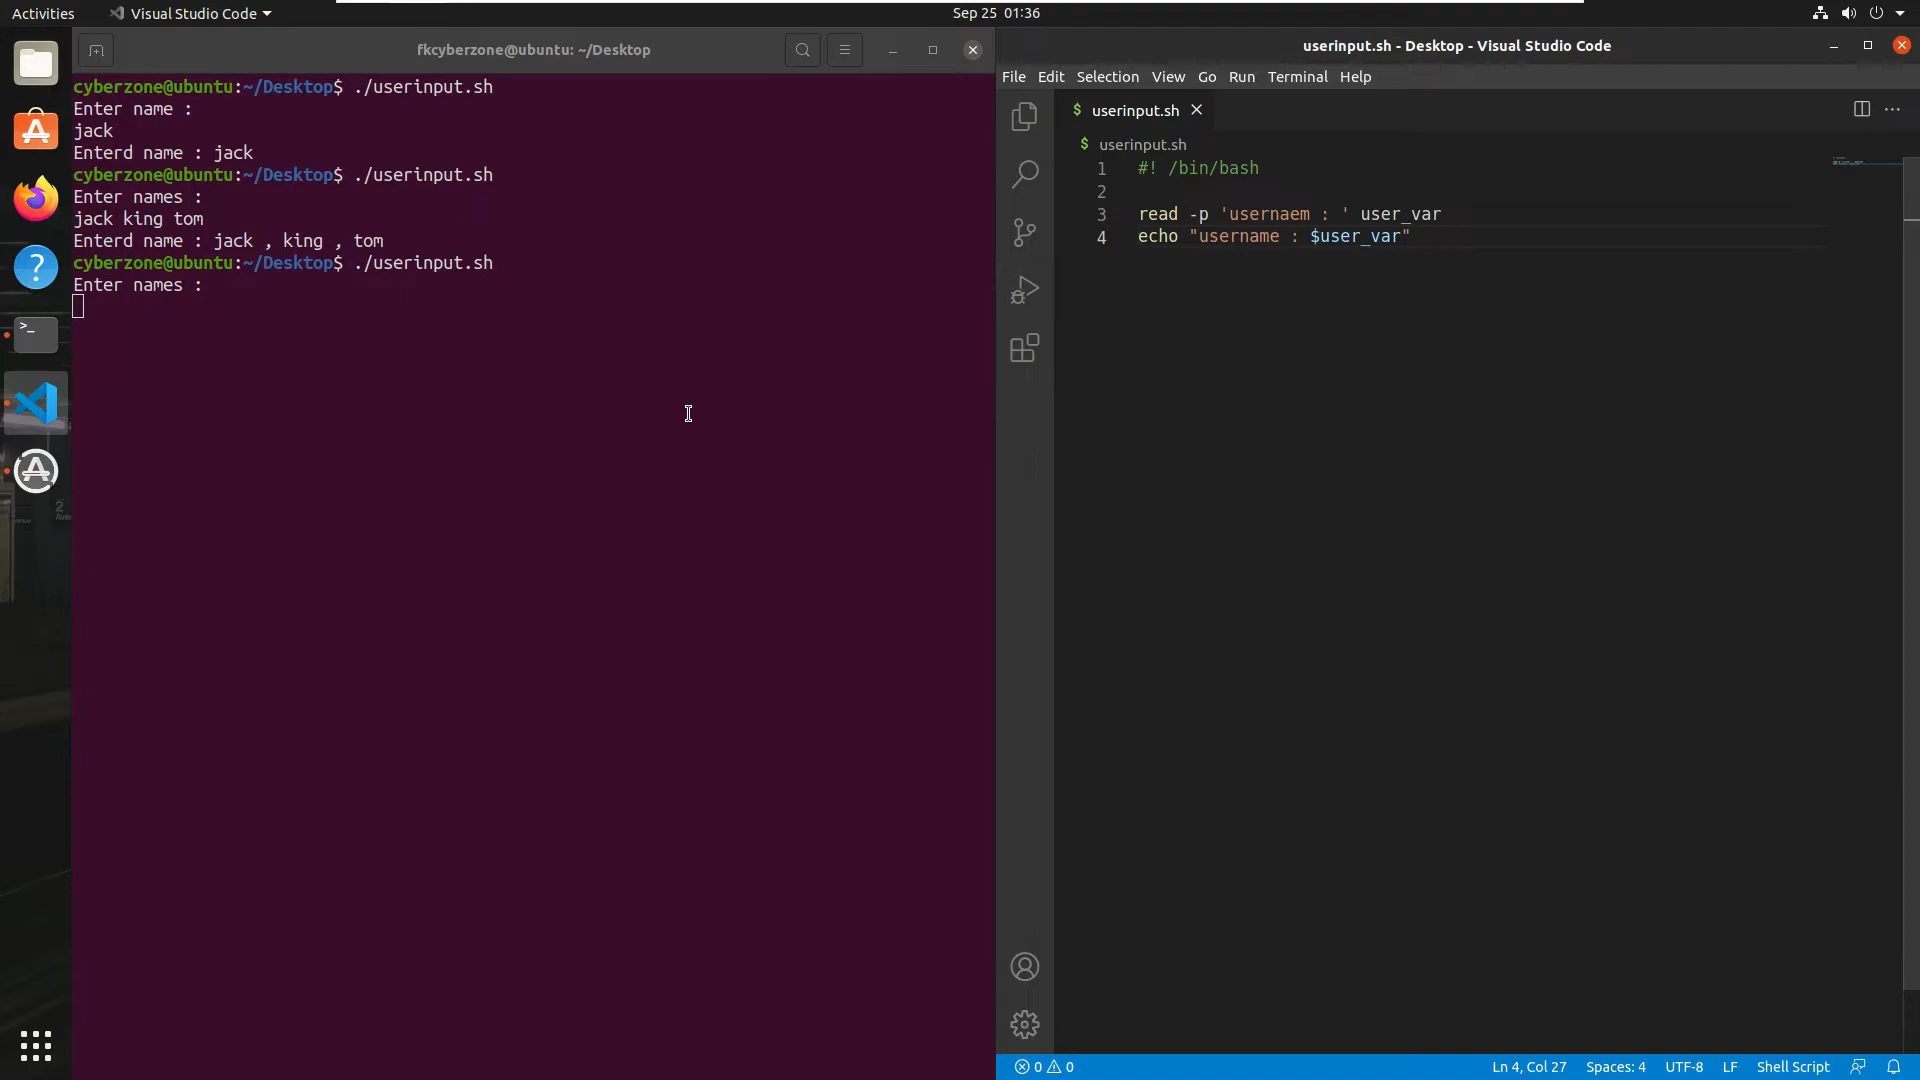 Activities
Visual Studio Code
Sep 25 01:36
fkcyberzone@ubuntu: ~/Desktop
cyberzone@ubuntu:~/Desktop$ ./userinput.sh
Enter name :
jack
Enterd name : jack
cyberzone@ubuntu:~/Desktop$ ./userinput.sh
Enter names :
jack king tom
Enterd name : jack , king , tom
cyberzone@ubuntu:~/Desktop$ ./userinput.sh
Enter names :
userinput.sh - Desktop - Visual Studio Code
File Edit Selection View Go Run Terminal Help
$ userinput.sh
$ userinput.sh
1 #! /bin/bash
2
3 read -p 'usernaem : ' user_var
4 echo "username : $user_var"
0 0
Ln 4, Col 27 Spaces: 4 UTF-8 LF Shell Script